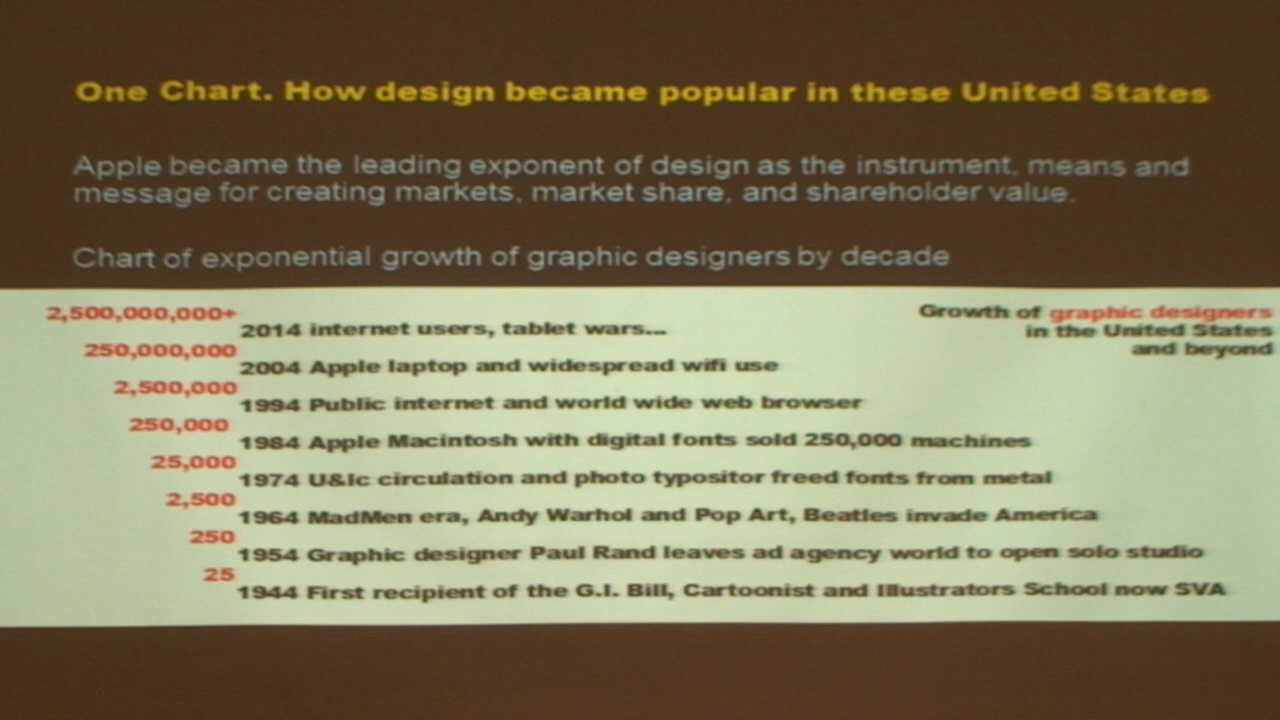 One Chart. How design became popular in these United States
Apple became the leading exponent of design as the instrument, means and
message for creating markets, market share, and shareholder value.
Chart of exponential growth of graphic designers by decade
Growth of graphic designers
in the United States
and beyond
2,500,000,000+
2014 internet users, tablet wars...
250,000,000
2004 Apple laptop and widespread wifi use
2,500,000
1994 Public internet and world wide web browser
250,000
1984 Apple Macintosh with digital fonts sold 250,000 machines
25,000
1974 U&lc circulation and photo typositor freed fonts from metal
2,500
1964 MadMen era, Andy Warhol and Pop Art, Beatles invade America
250
1954 Graphic designer Paul Rand leaves ad agency world to open solo studio
25
1944 First recipient of the G.I. Bill, Cartoonist and Illustrators School now SVA